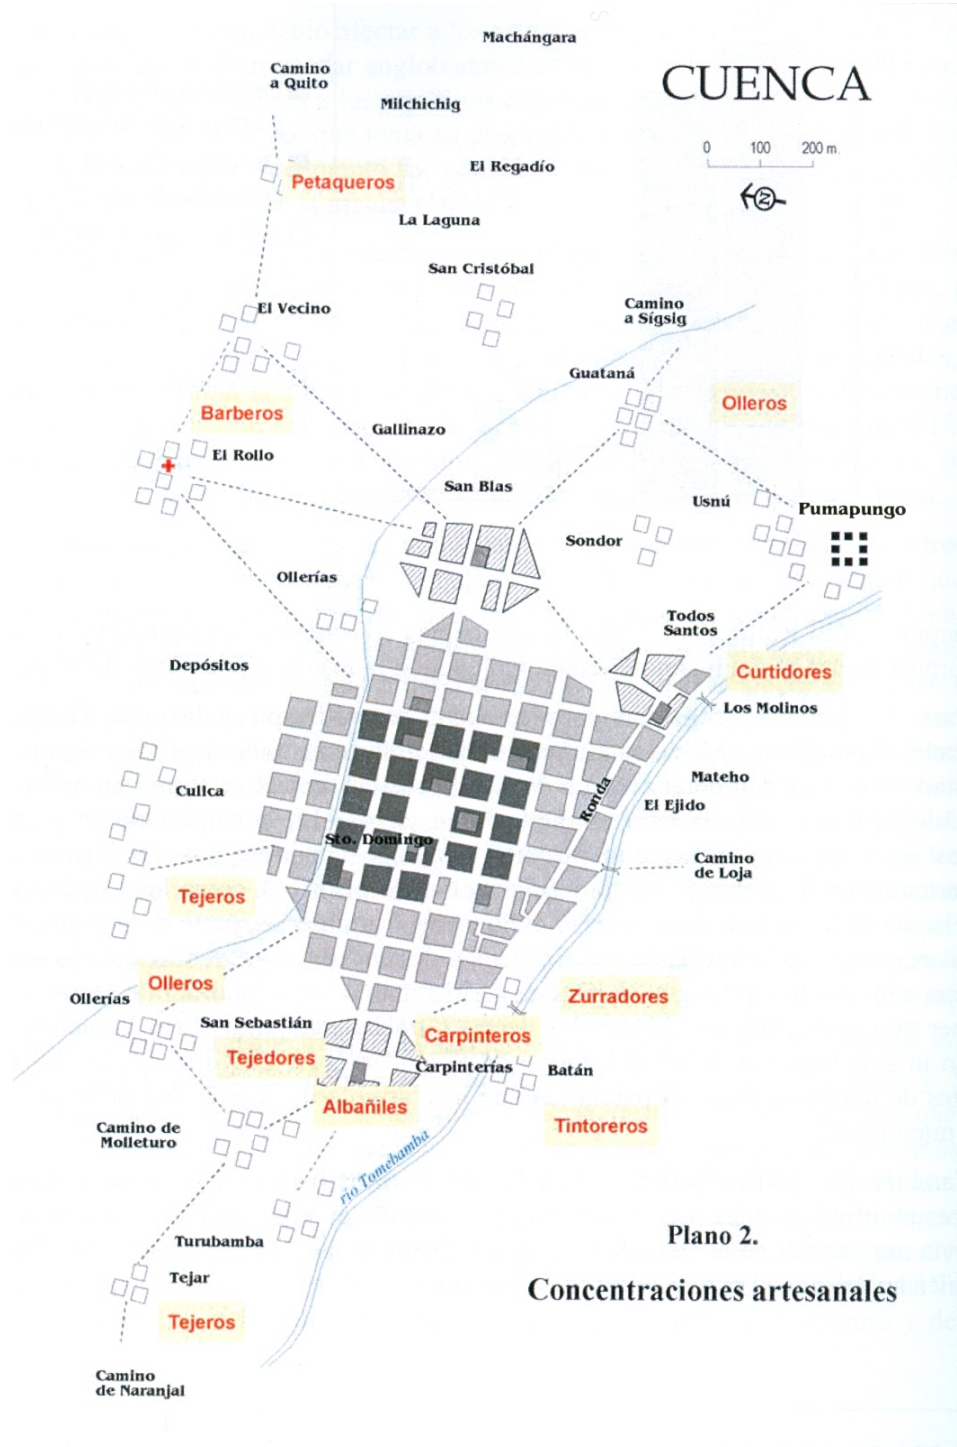 Machángara
Camino
a Quito
CUENCA
Milchichig
0 100 200 m.
El Regadío
Petaqueros
N
La Laguna
San Cristóbal
El Vecino
Camino
a Sígsig
Guataná
Barberos
Olleros
Gallinazo
El Rollo
San Blas
Usnú
Pumapungo
Sondor
Ollerías
Todos
Santos
Depósitos
Curtidores
Los Molinos
Mateho
Cullca
Ronda
El Ejido
Sto. Domingo
Camino
de Loja
Tejeros
Olleros
Ollerías
Zurradores
San Sebastián
Carpinteros
Tejedores
Carpinterías
Batán
Albañiles
Camino de
Molleturo
Tintoreros
río Tomebamba
Turubamba
Plano 2.
Tejar
Concentraciones artesanales
Tejeros
Camino
de Naranjal